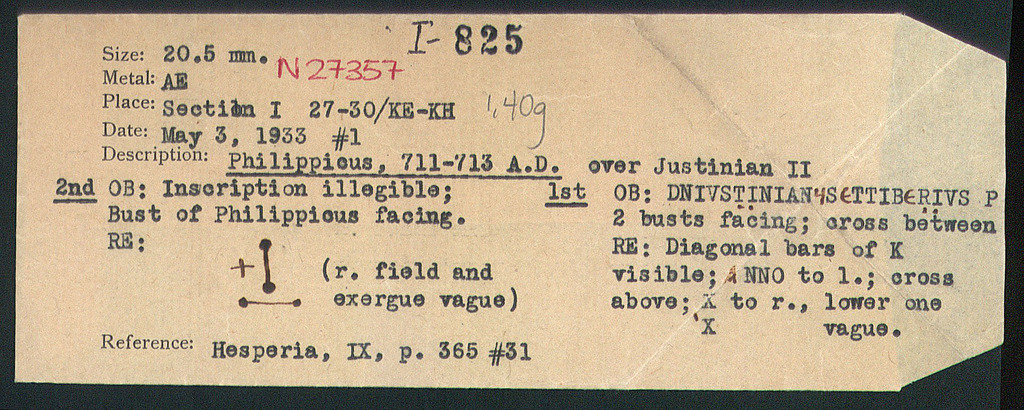 I- 825
Size: 20.5 mm.
N27357
Metal: AE
Place: Section I 27-30/KE-KH
1,40g
Date: May 3, 1933 #1
Description: Philippicus, 711-713 A.D. over Justinian II
2nd OB: Inscription illegible;
Bust of Philippicus facing.
RE:
+ I (r. field and
exergue vague)
1st OB: DNIVSTINIANЧSЄTTIBЄRIVS P
2 busts facing; cross between
RE: Diagonal bars of K
visible; ANNO to l.; cross
above; X to r., lower one
X vague.
Reference: Hesperia, IX, p. 365 #31